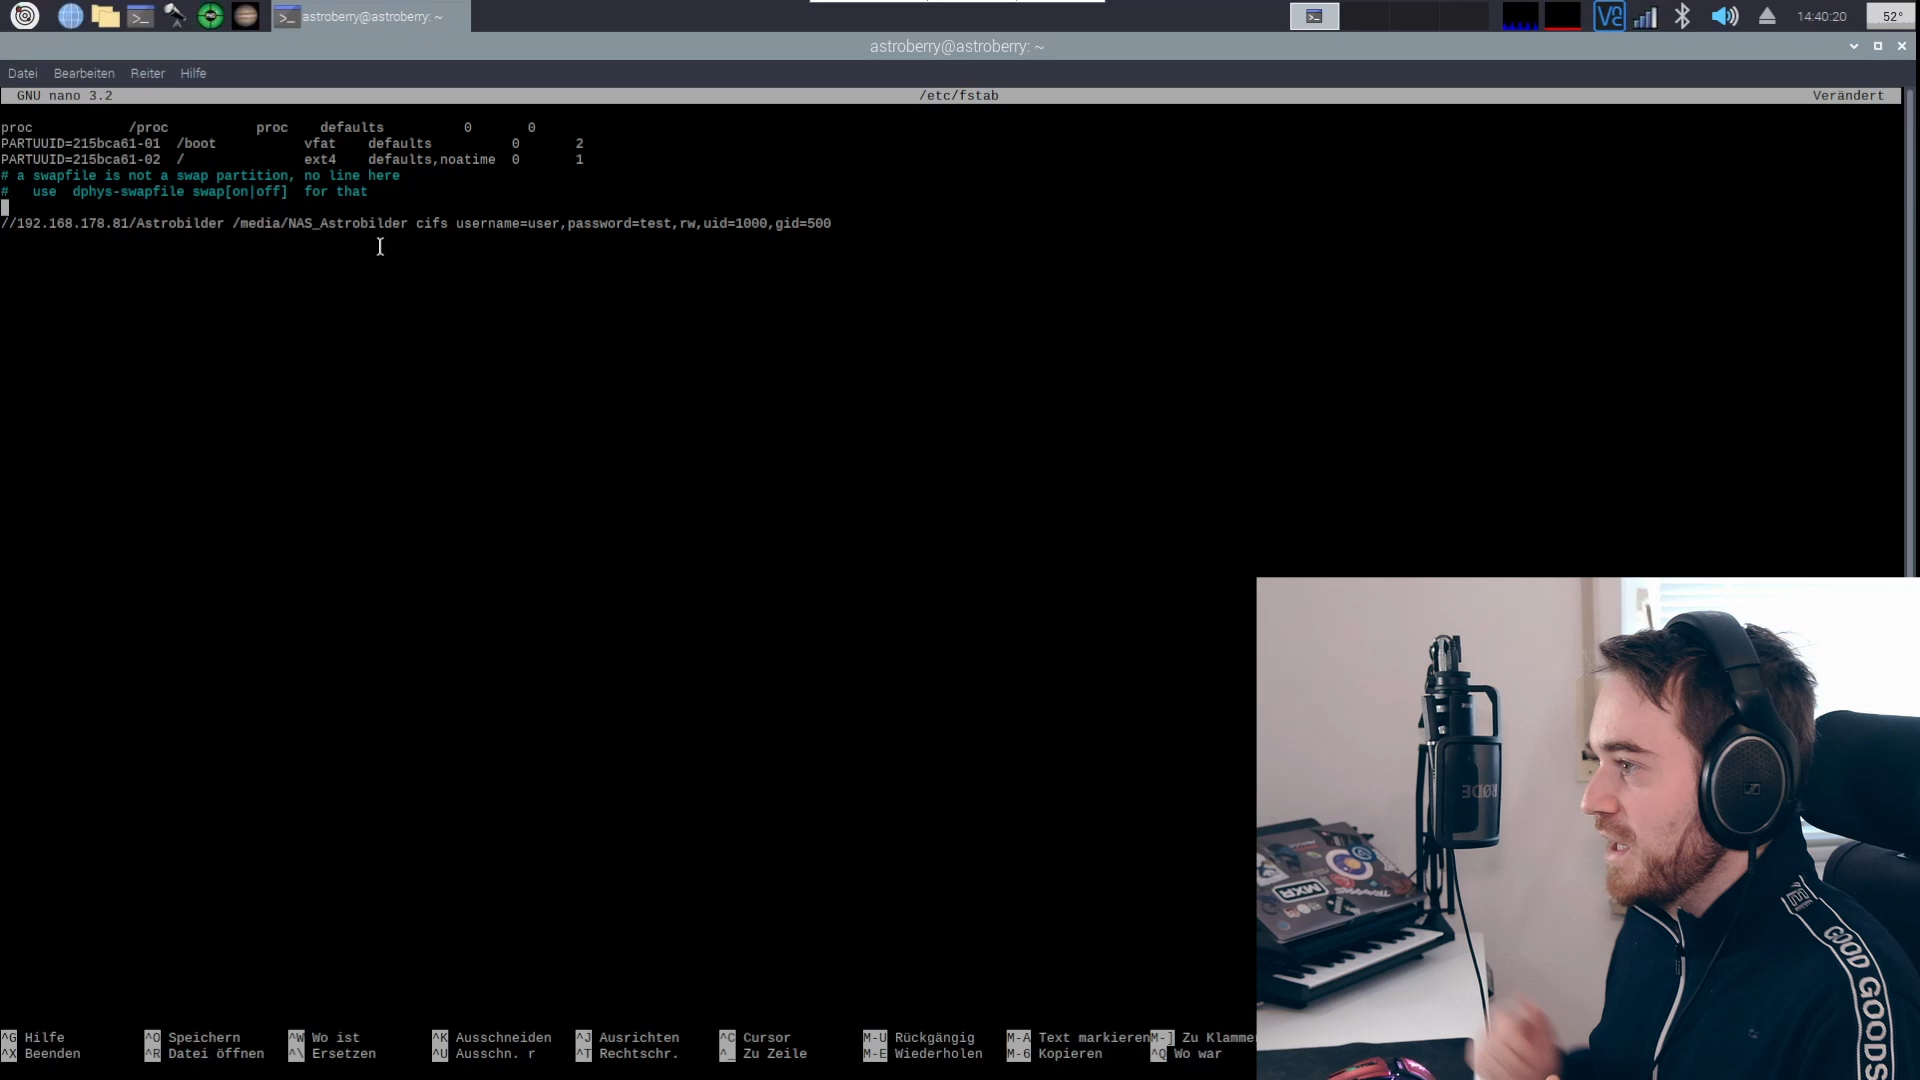 astroberry@astroberry: ~
14:40:20
52°
astroberry@astroberry: ~
Datei Bearbeiten Reiter Hilfe
GNU nano 3.2 /etc/fstab Verändert
proc /proc proc defaults 0 0
PARTUUID=215bca61-01 /boot vfat defaults 0 2
PARTUUID=215bca61-02 / ext4 defaults,noatime 0 1
# a swapfile is not a swap partition, no line here
# use dphys-swapfile swap[on|off] for that
//192.168.178.81/Astrobilder /media/NAS_Astrobilder cifs username=user,password=test,rw,uid=1000,gid=500
RØDE
MXR
GOOD GOODS
^G Hilfe ^O Speichern ^W Wo ist ^K Ausschneiden ^J Ausrichten ^C Cursor M-U Rückgängig M-A Text markieren M-] Zu Klamme
^X Beenden ^R Datei öffnen ^\ Ersetzen ^U Ausschn. r ^T Rechtschr. ^_ Zu Zeile M-E Wiederholen M-6 Kopieren ^Q Wo war